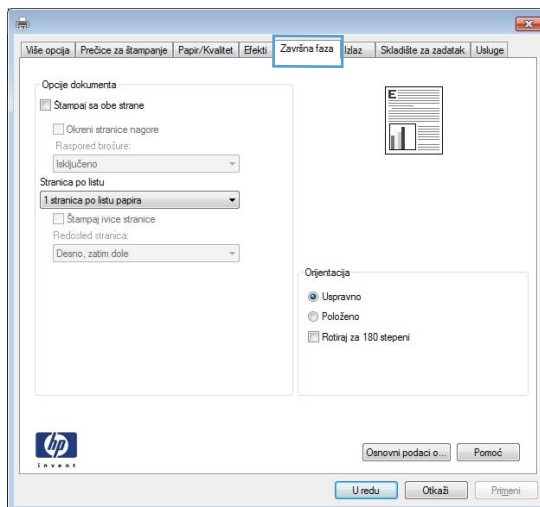 Više opcija Prečice za štampanje Papir/Kvalitet Efekti Završna faza Izlaz Skladište za zadatak Usluge
Opcije dokumenta
Štampaj sa obe strane
Okreni stranice nagore
Raspored brošure:
Isključeno
Stranica po listu
1 stranica po listu papira
Štampaj ivice stranice
Redosled stranica:
Desno, zatim dole
E
Orijentacija
Uspravno
Položeno
Rotiraj za 180 stepeni
hp
invent
Osnovni podaci o... Pomoć
U redu Otkaži Primeni